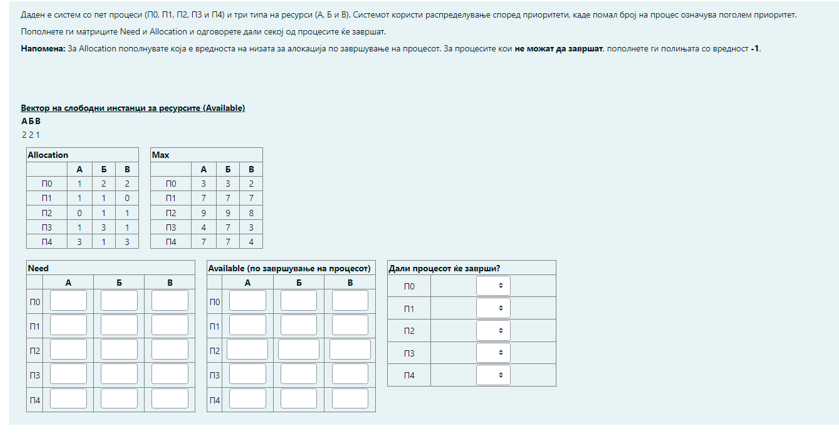 Даден е систем со пет процеси (П0, П1, П2, П3 и П4) и три типа на ресурси (А, Б и В). Системот користи распределување според приоритети, каде помал број на процес означува поголем приоритет.
Пополнете ги матриците Need и Allocation и одговорете дали секој од процесите ќе завршат.
Напомена: За Allocation пополнувате која е вредноста на низата за алокација по завршување на процесот. За процесите кои не можат да завршат, пополнете ги полињата со вредност -1.
Вектор на слободни инстанци за ресурсите (Available)
А Б В
2 2 1
Allocation Max
А Б В А Б В
П0 1 2 2 П0 3 3 2
П1 1 1 0 П1 7 7 7
П2 0 1 1 П2 9 9 8
П3 1 3 1 П3 4 7 3
П4 3 1 3 П4 7 7 4
Need Available (по завршување на процесот) Дали процесот ќе заврши?
А Б В А Б В П0
П0 П0
П1 П1 П1
П2 П2 П2
П3 П3 П3
П4 П4 П4